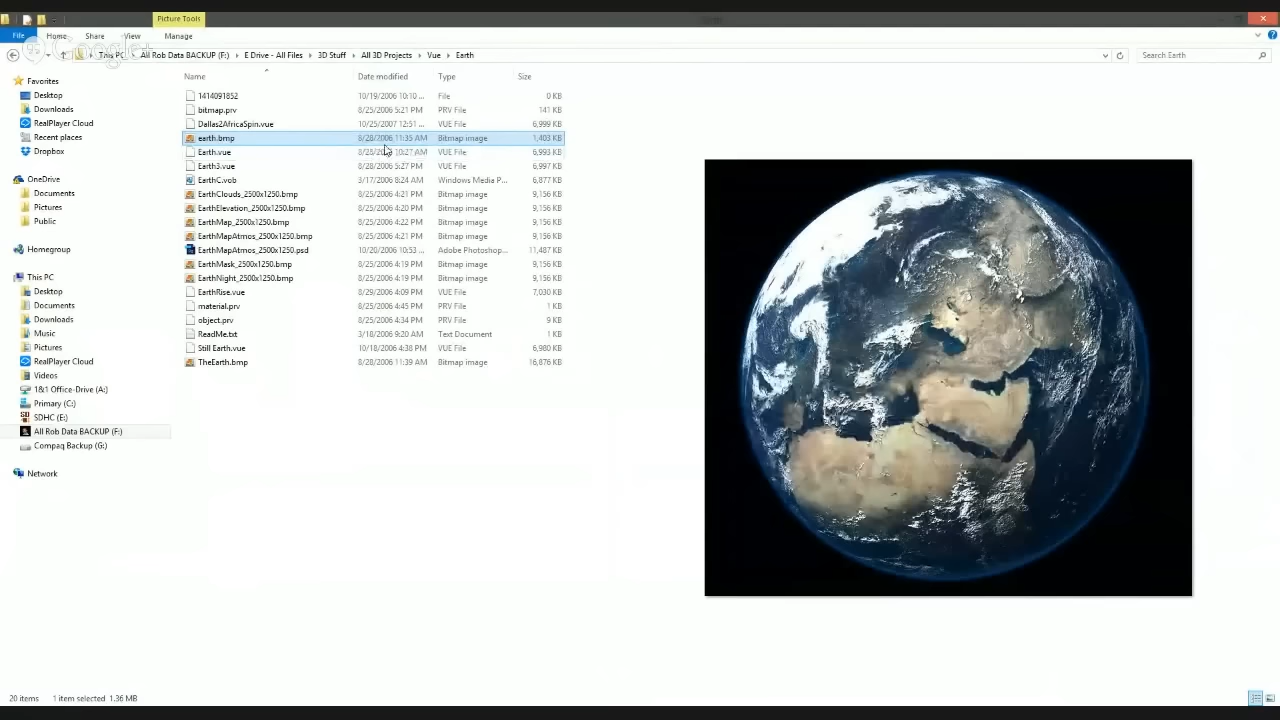 Picture Tools
File Home Share View Manage
Google+
This PC All Rob Data BACKUP (F:) E Drive - All Files 3D Stuff All 3D Projects Vue Earth Search Earth
Name Date modified Type Size
Favorites
Desktop
Downloads
RealPlayer Cloud
Recent places
Dropbox
OneDrive
Documents
Pictures
Public
Homegroup
This PC
Desktop
Documents
Downloads
Music
Pictures
RealPlayer Cloud
Videos
1&1 Office-Drive (A:)
Primary (C:)
SDHC (E:)
All Rob Data BACKUP (F:)
Compaq Backup (G:)
Network
1414091852 10/19/2006 10:10 ... File 0 KB
bitmap.prv 8/25/2006 5:21 PM PRV File 141 KB
Dallas2AfricaSpin.vue 10/25/2007 12:51 ... VUE File 6,999 KB
earth.bmp 8/28/2006 11:35 AM Bitmap image 1,403 KB
Earth.vue 10:27 AM VUE File 6,993 KB
Earth3.vue 8/28/2006 5:27 PM VUE File 6,997 KB
EarthC.vob 3/17/2006 8:24 AM Windows Media P... 6,877 KB
EarthClouds_2500x1250.bmp 8/25/2006 4:21 PM Bitmap image 9,156 KB
EarthElevation_2500x1250.bmp 8/25/2006 4:20 PM Bitmap image 9,156 KB
EarthMap_2500x1250.bmp 8/25/2006 4:22 PM Bitmap image 9,156 KB
EarthMapAtmos_2500x1250.bmp 8/25/2006 4:21 PM Bitmap image 9,156 KB
EarthMapAtmos_2500x1250.psd 10/20/2006 10:53 ... Adobe Photoshop... 11,487 KB
EarthMask_2500x1250.bmp 8/25/2006 4:19 PM Bitmap image 9,156 KB
EarthNight_2500x1250.bmp 8/25/2006 4:19 PM Bitmap image 9,156 KB
EarthRise.vue 8/29/2006 4:09 PM VUE File 7,030 KB
material.prv 8/25/2006 4:45 PM PRV File 1 KB
object.prv 8/25/2006 4:34 PM PRV File 9 KB
ReadMe.txt 3/18/2006 9:20 AM Text Document 1 KB
Still Earth.vue 10/18/2006 4:38 PM VUE File 6,980 KB
TheEarth.bmp 8/28/2006 11:39 AM Bitmap image 16,876 KB
20 items 1 item selected 1.36 MB